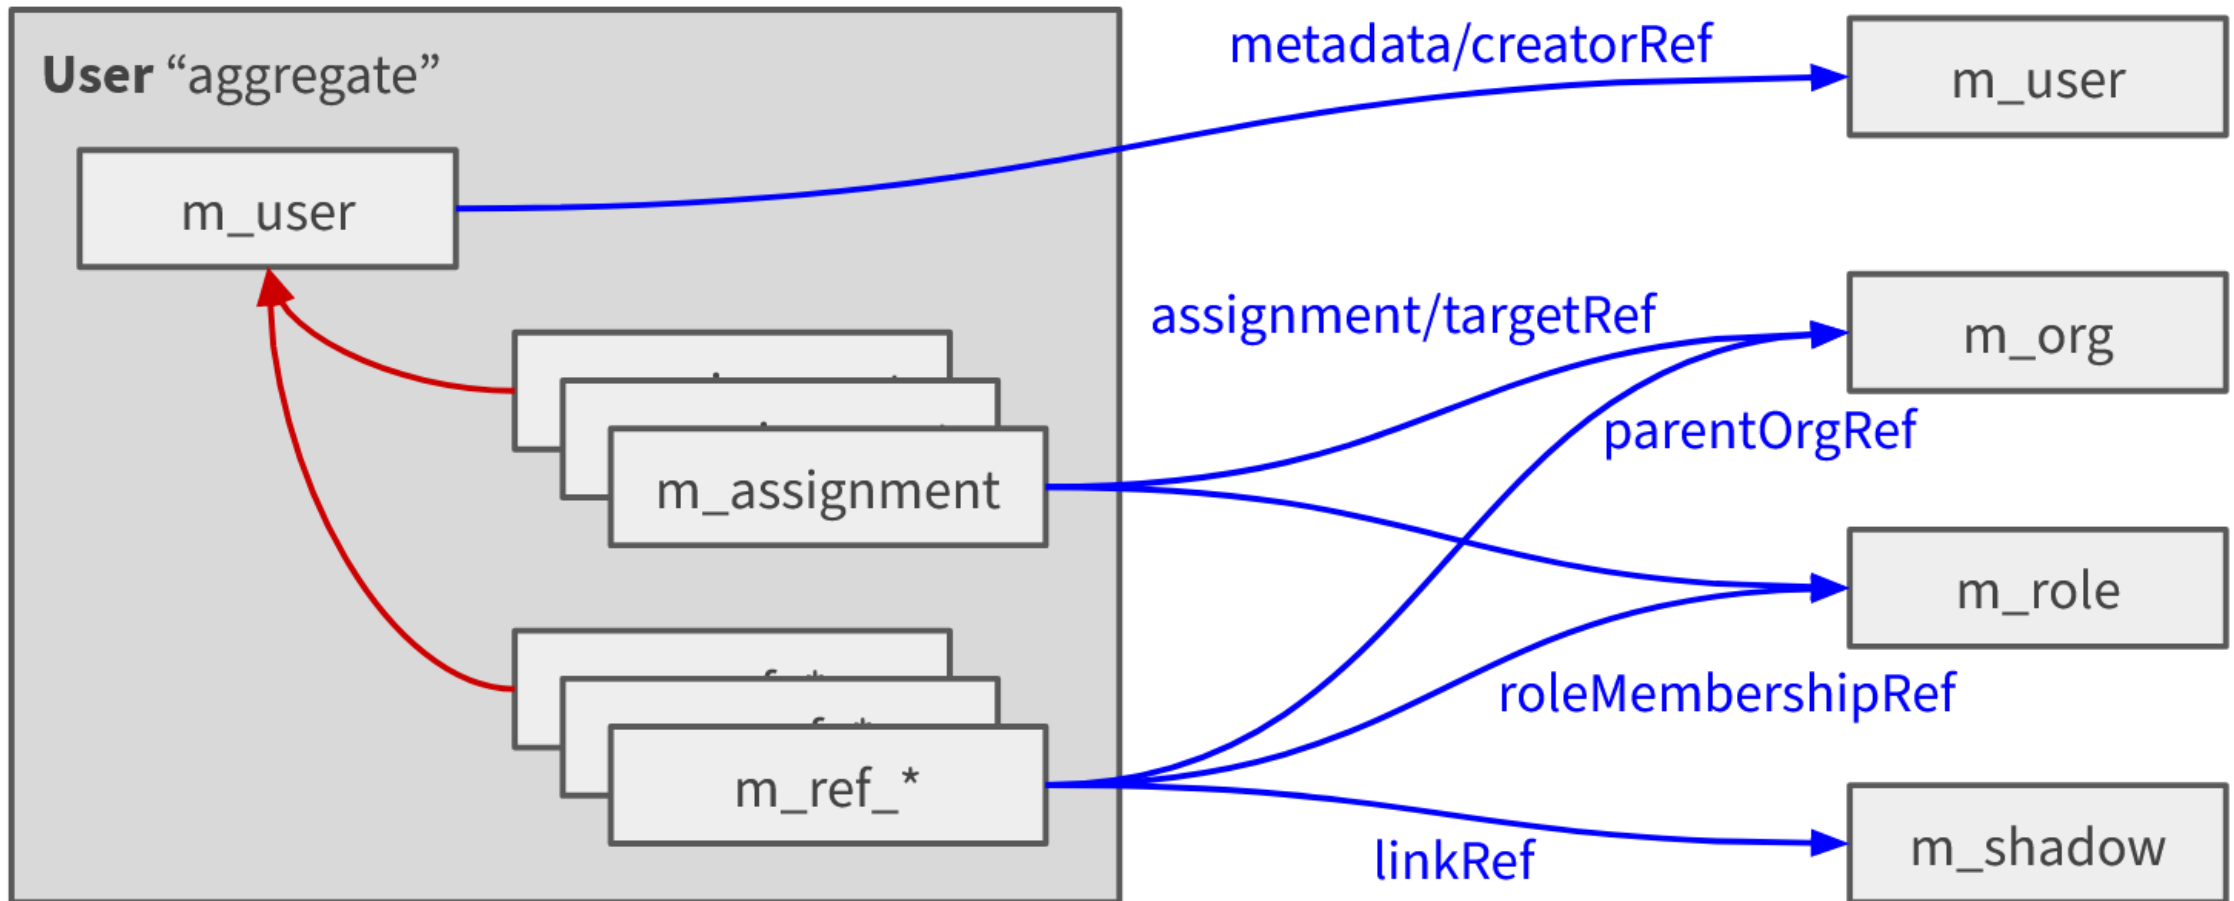 User “aggregate”
metadata/creatorRef
m_user
m_user
assignment/targetRef
m_org
parentOrgRef
m_assignment
m_role
roleMembershipRef
m_ref_*
linkRef
m_shadow